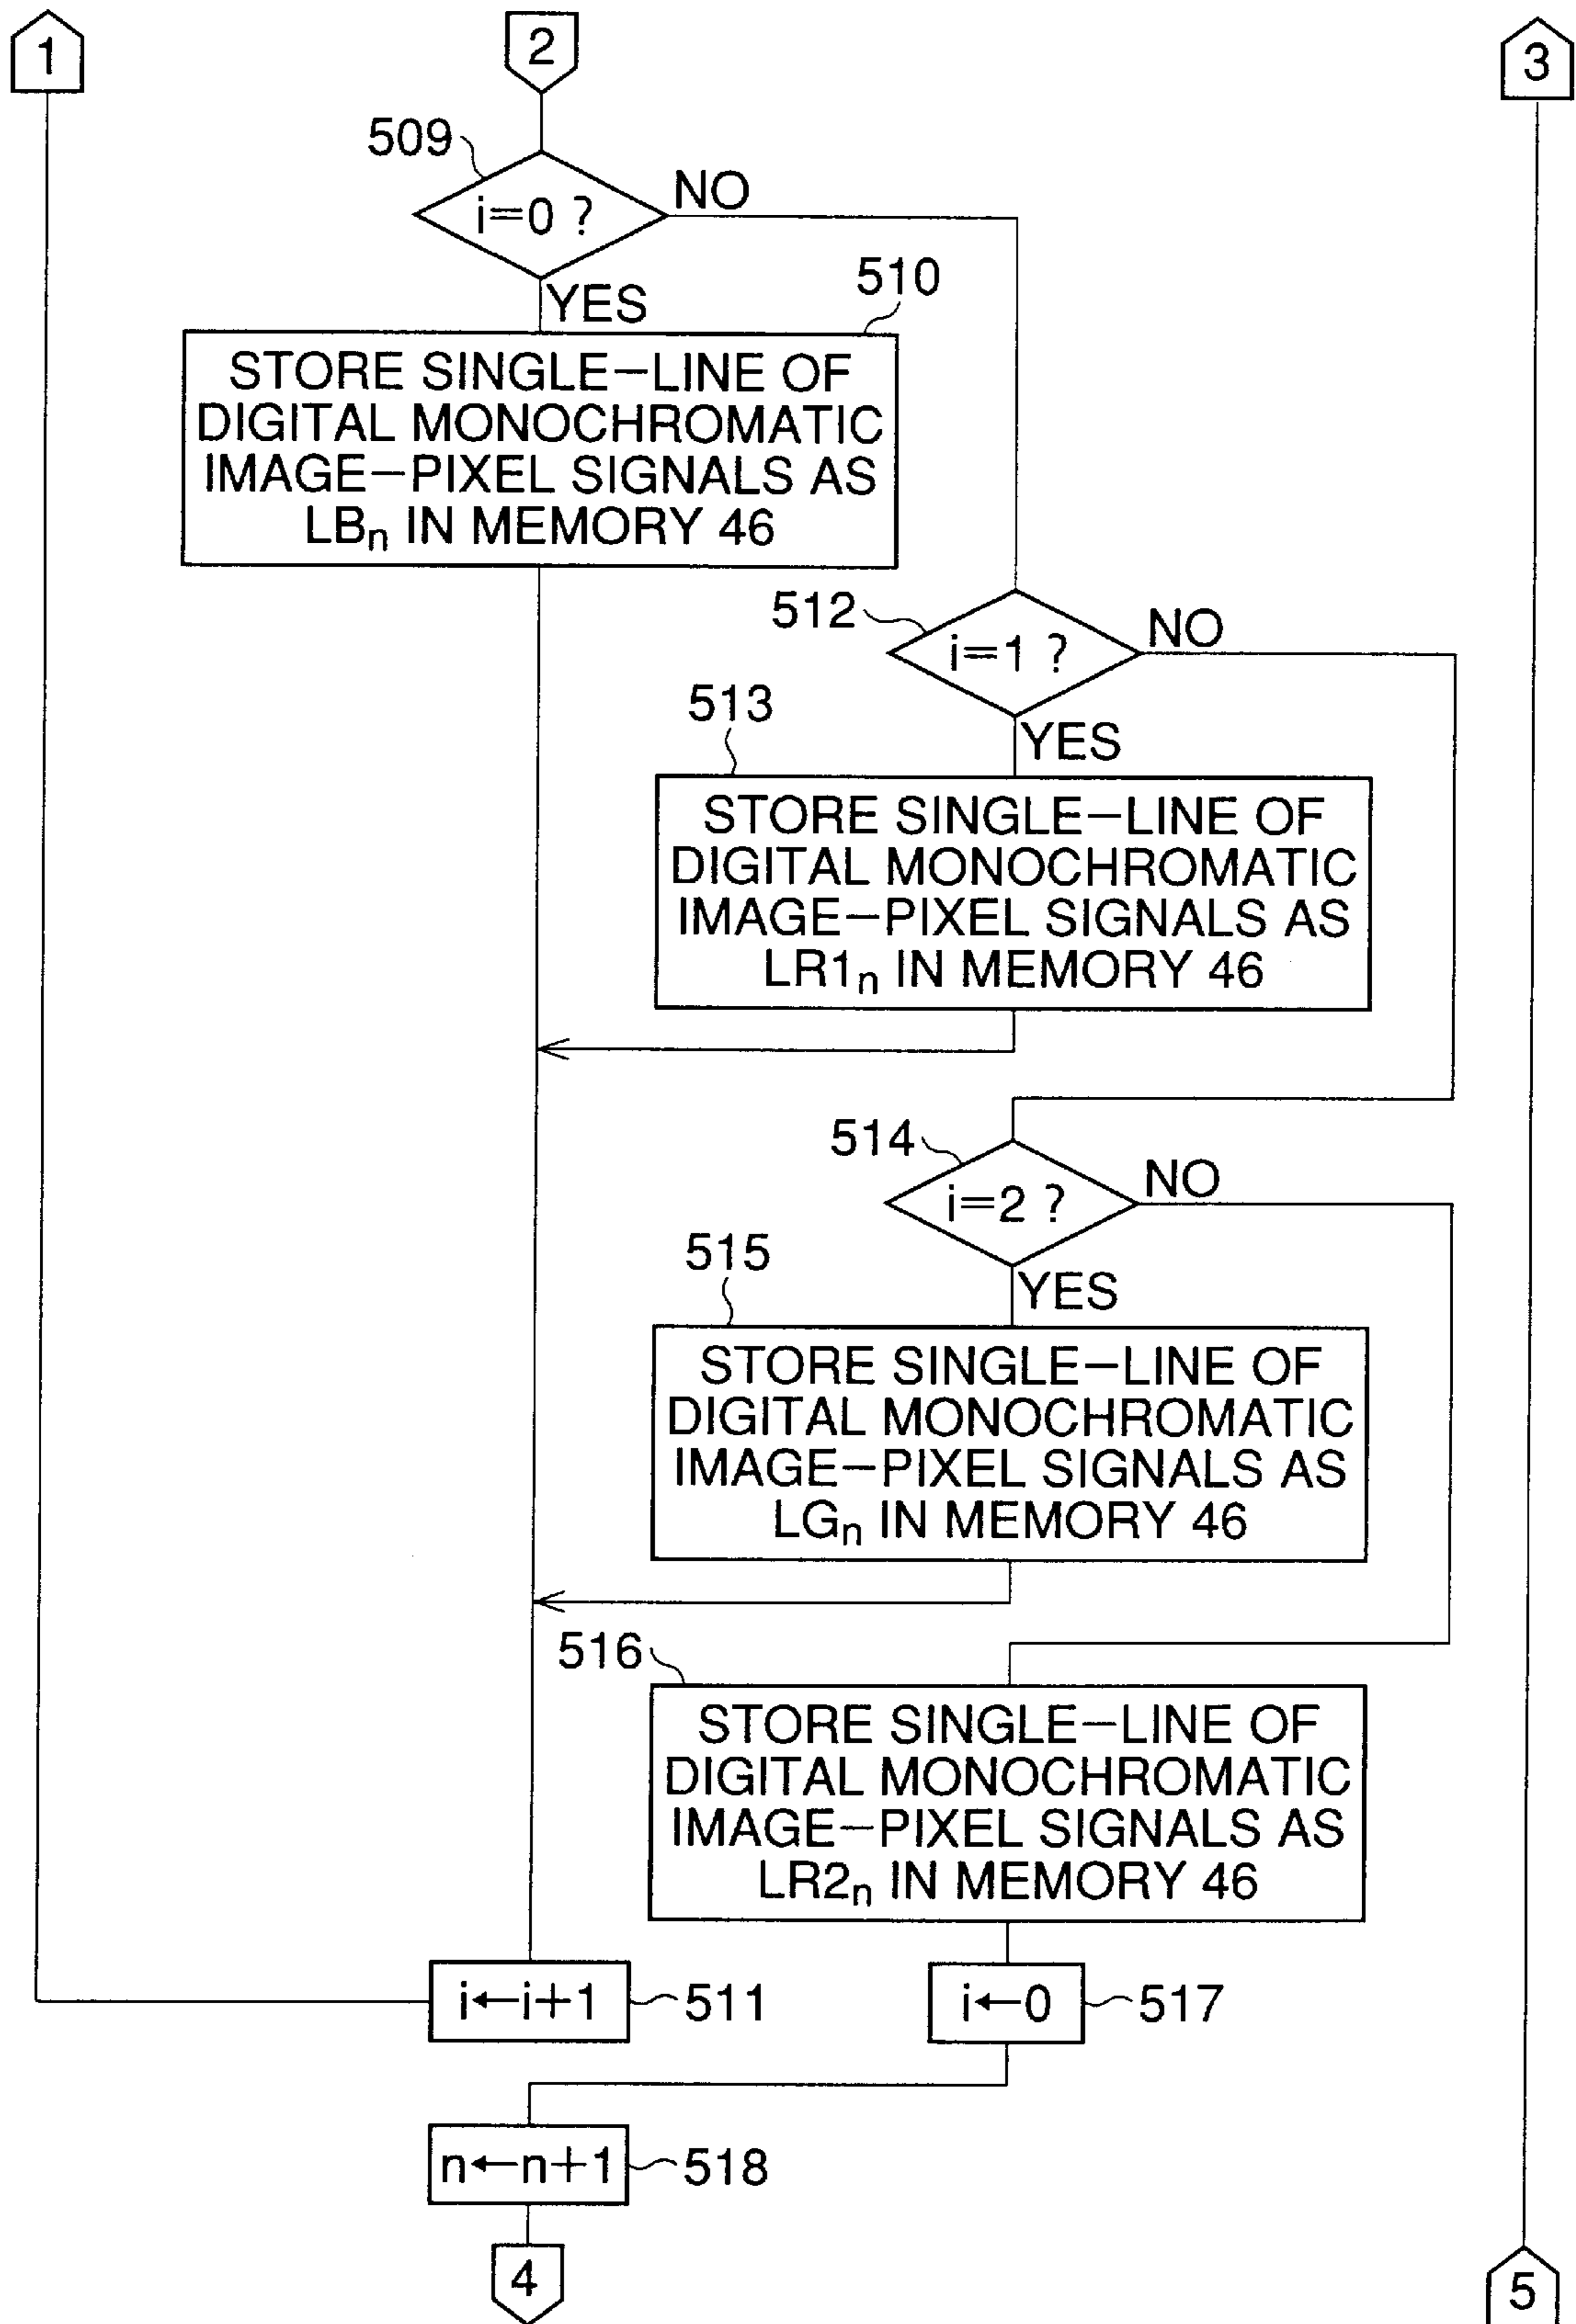 1
2
3
509
i=0 ?
NO
YES
510
STORE SINGLE–LINE OF
DIGITAL MONOCHROMATIC
IMAGE–PIXEL SIGNALS AS
LBn IN MEMORY 46
512
i=1 ?
NO
YES
513
STORE SINGLE–LINE OF
DIGITAL MONOCHROMATIC
IMAGE–PIXEL SIGNALS AS
LR1n IN MEMORY 46
514
i=2 ?
NO
YES
515
STORE SINGLE–LINE OF
DIGITAL MONOCHROMATIC
IMAGE–PIXEL SIGNALS AS
LGn IN MEMORY 46
516
STORE SINGLE–LINE OF
DIGITAL MONOCHROMATIC
IMAGE–PIXEL SIGNALS AS
LR2n IN MEMORY 46
i←i+1
511
i←0
517
n←n+1
518
4
5